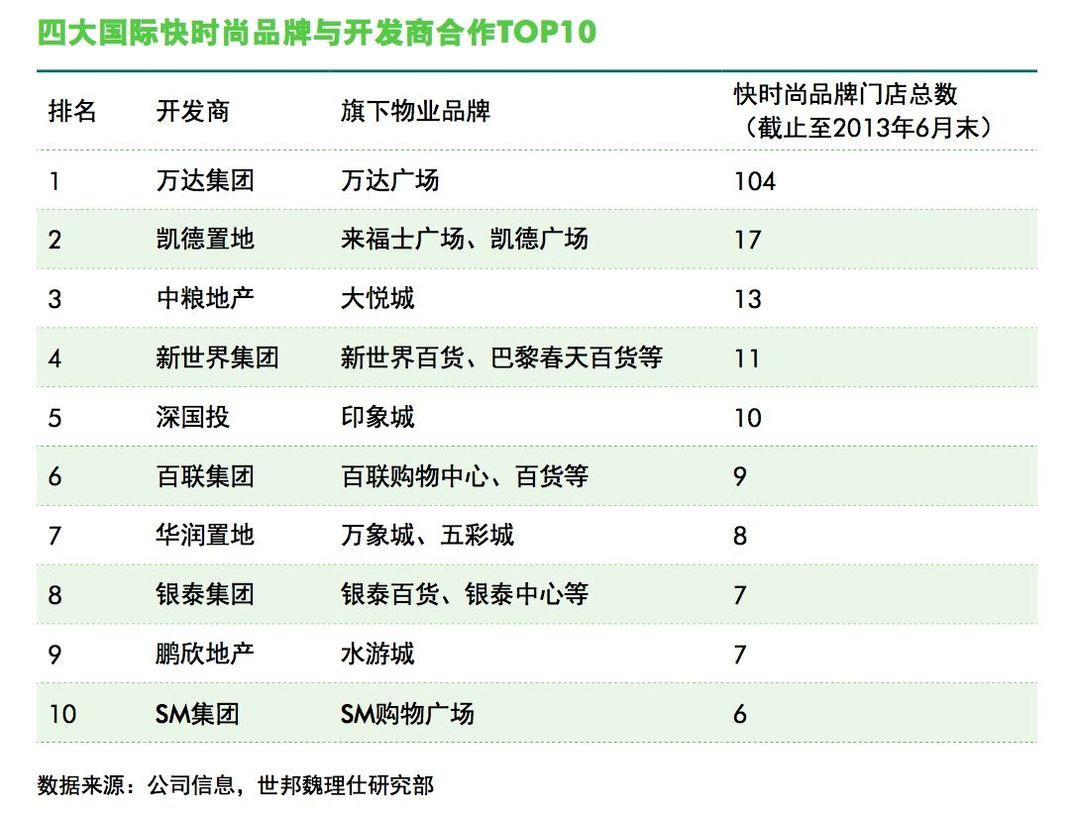 四大国际快时尚品牌与开发商合作TOP10
排名 开发商 旗下物业品牌 快时尚品牌门店总数
（截止至2013年6月末）
1 万达集团 万达广场 104
2 凯德置地 来福士广场、凯德广场 17
3 中粮地产 大悦城 13
4 新世界集团 新世界百货、巴黎春天百货等 11
5 深国投 印象城 10
6 百联集团 百联购物中心、百货等 9
7 华润置地 万象城、五彩城 8
8 银泰集团 银泰百货、银泰中心等 7
9 鹏欣地产 水游城 7
10 SM集团 SM购物广场 6
数据来源：公司信息，世邦魏理仕研究部